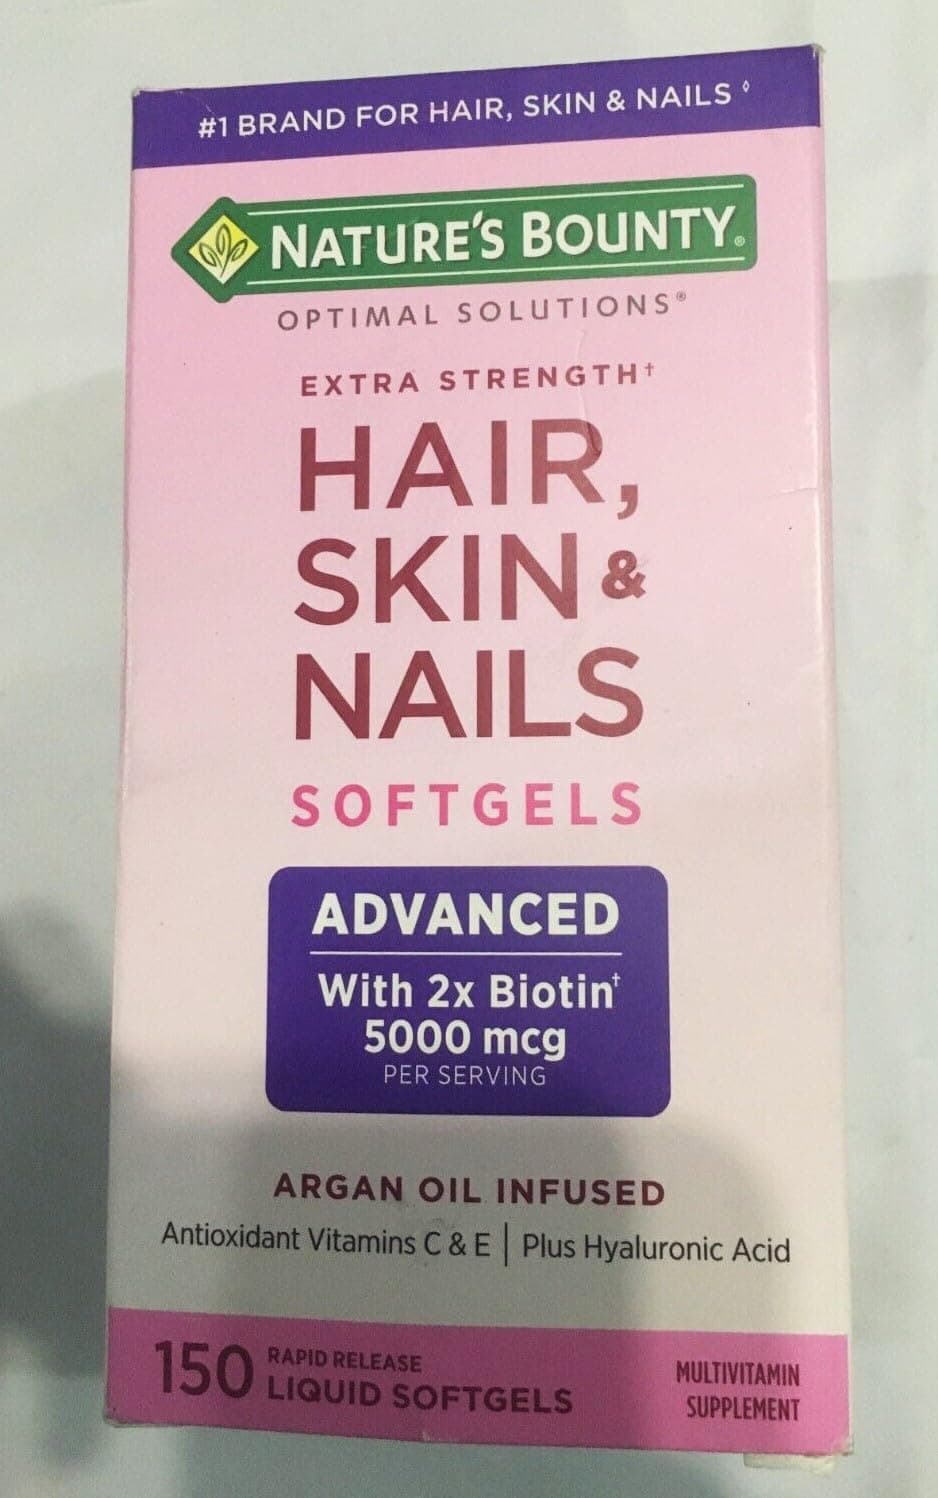 #1 BRAND FOR HAIR, SKIN & NAILS ◊
NATURE'S BOUNTY®
OPTIMAL SOLUTIONS®
EXTRA STRENGTH†
HAIR,
SKIN &
NAILS
SOFTGELS
ADVANCED
With 2x Biotin†
5000 mcg
PER SERVING
ARGAN OIL INFUSED
Antioxidant Vitamins C & E | Plus Hyaluronic Acid
150 RAPID RELEASE
LIQUID SOFTGELS
MULTIVITAMIN
SUPPLEMENT